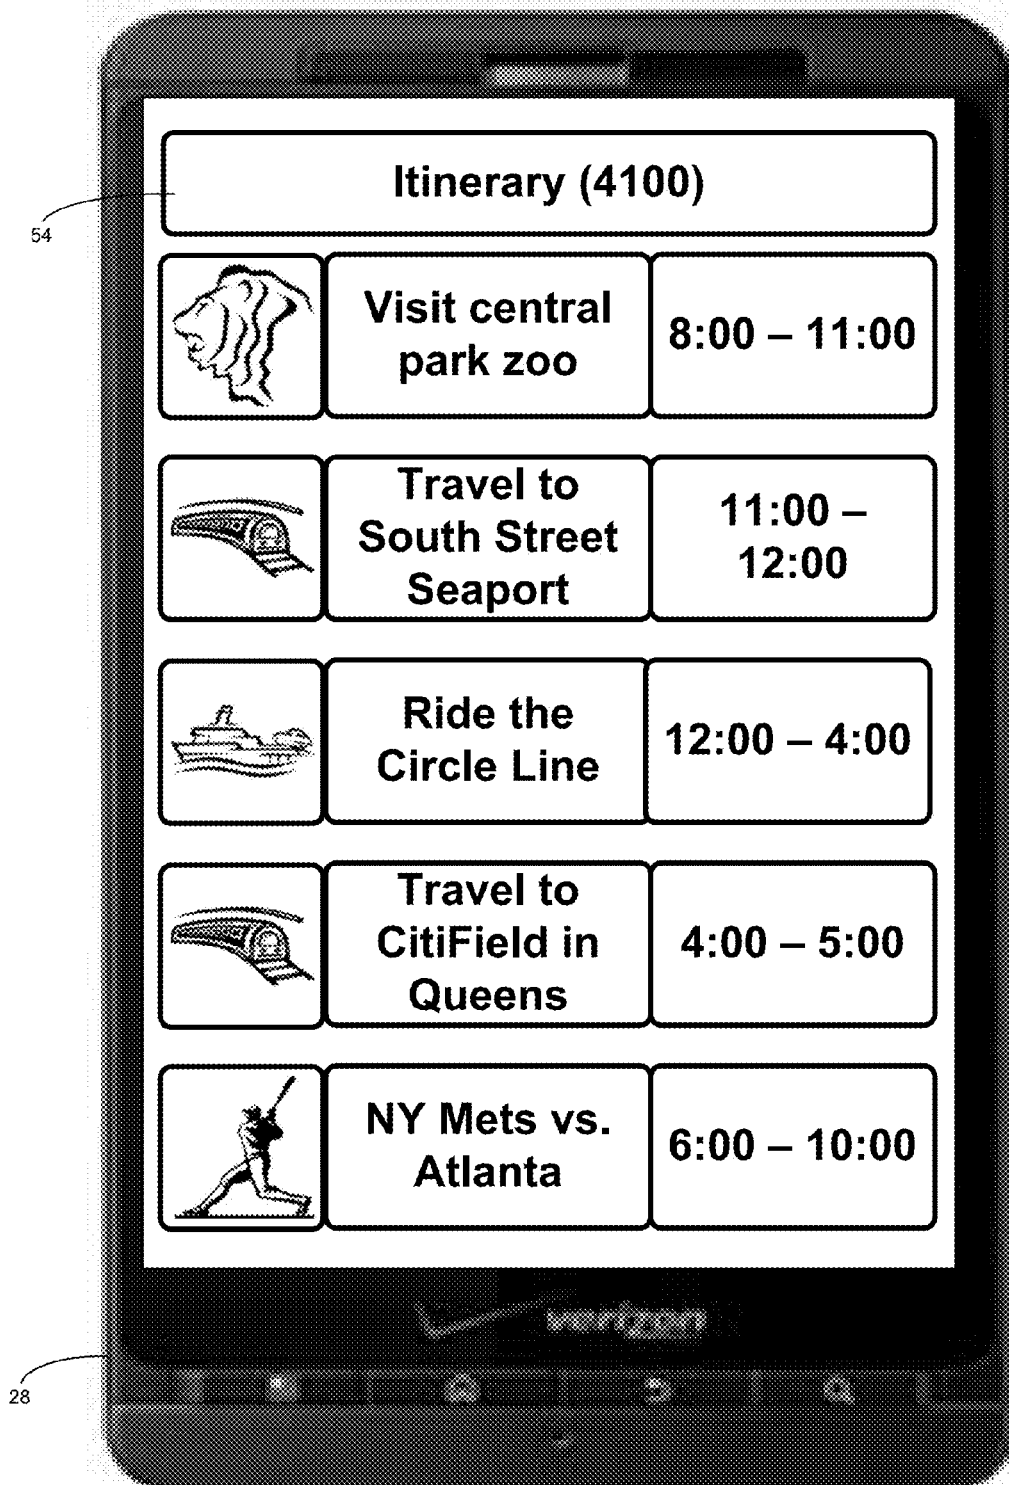 Itinerary (4100)
54
Visit central
park zoo
8:00 – 11:00
Travel to
South Street
Seaport
11:00 –
12:00
Ride the
Circle Line
12:00 – 4:00
Travel to
CitiField in
Queens
4:00 – 5:00
NY Mets vs.
Atlanta
6:00 – 10:00
verizon
28